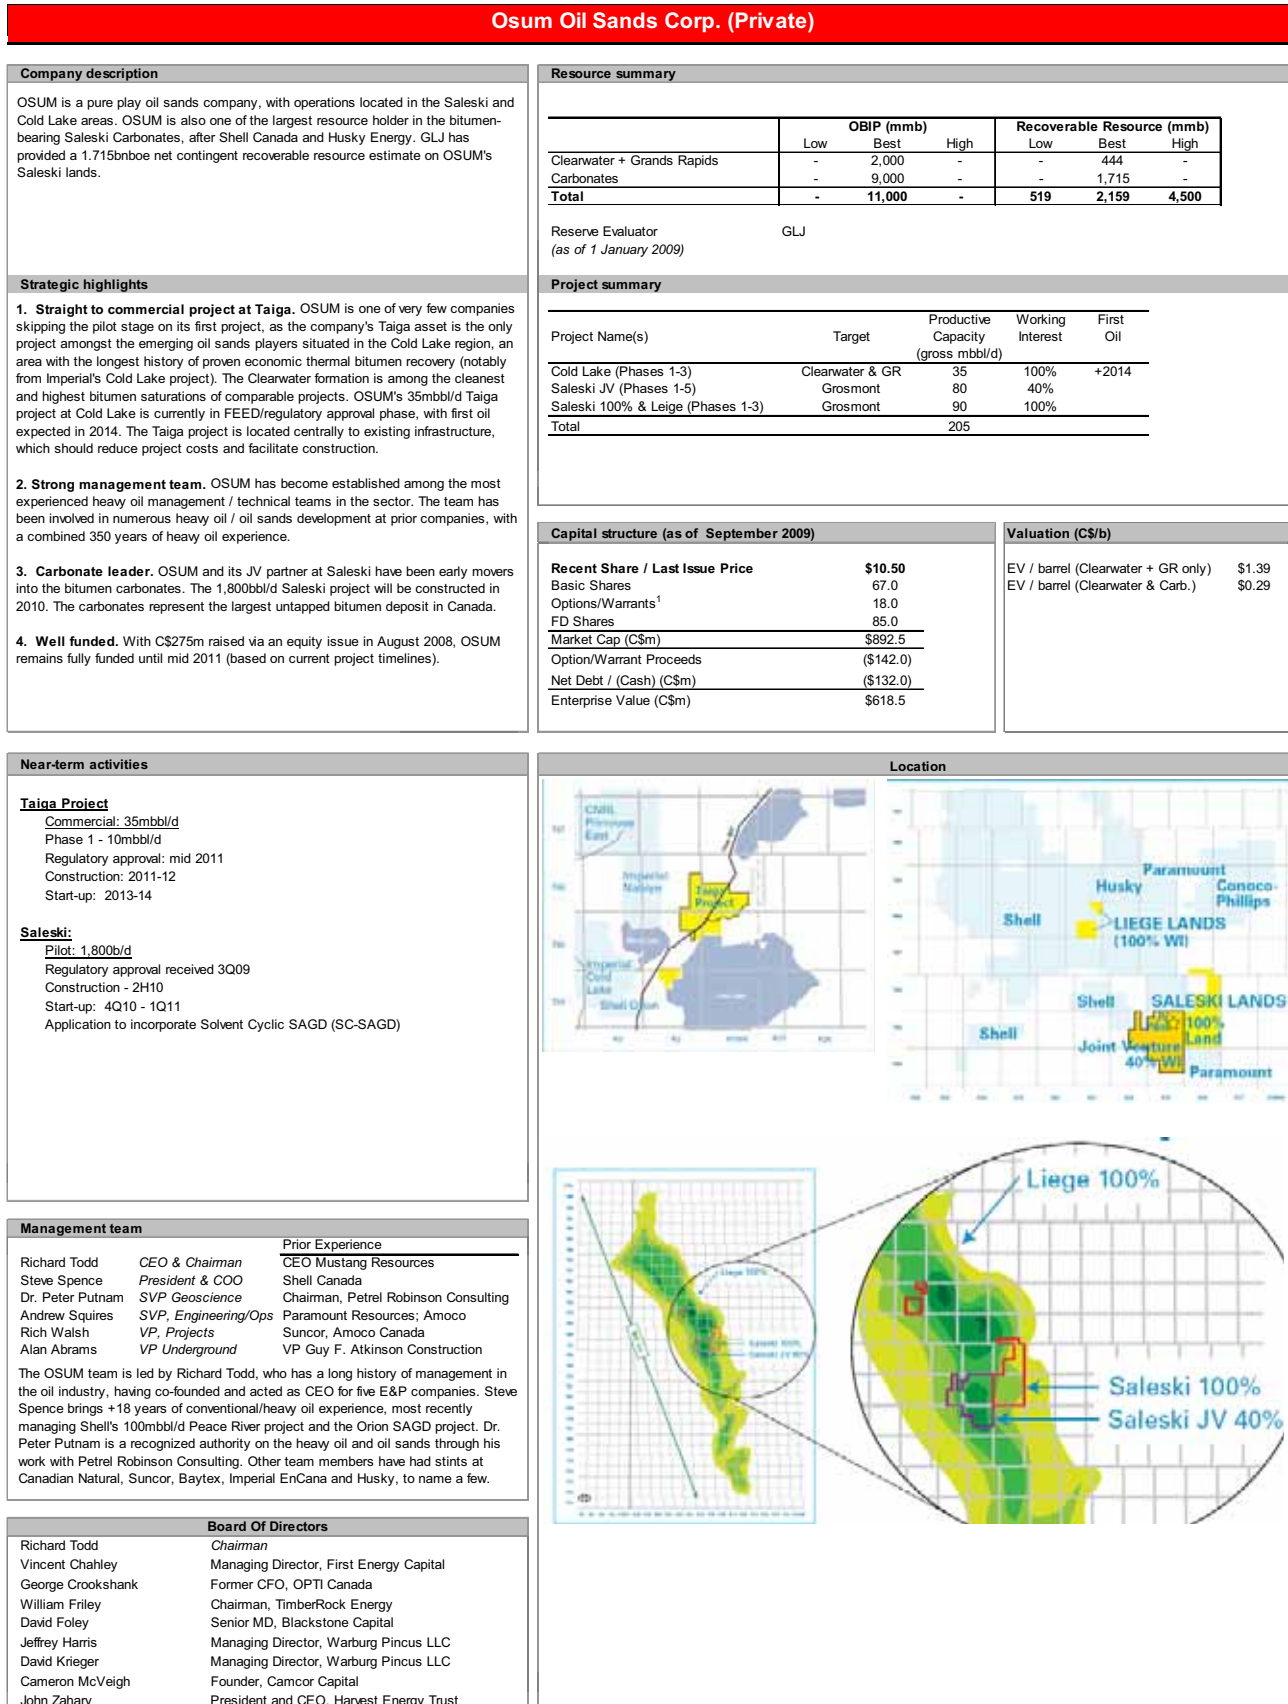 Osum Oil Sands Corp. (Private)
Company description
OSUM is a pure play oil sands company, with operations located in the Saleski and
Cold Lake areas. OSUM is also one of the largest resource holder in the bitumen-
bearing Saleski Carbonates, after Shell Canada and Husky Energy. GLJ has
provided a 1.715bnboe net contingent recoverable resource estimate on OSUM's
Saleski lands.
Resource summary
OBIP (mmb) Recoverable Resource (mmb)
Low Best High Low Best High
Clearwater + Grands Rapids - 2,000 - - 444 -
Carbonates - 9,000 - - 1,715 -
Total - 11,000 - 519 2,159 4,500
Reserve Evaluator GLJ
(as of 1 January 2009)
Strategic highlights
1. Straight to commercial project at Taiga. OSUM is one of very few companies
skipping the pilot stage on its first project, as the company's Taiga asset is the only
project amongst the emerging oil sands players situated in the Cold Lake region, an
area with the longest history of proven economic thermal bitumen recovery (notably
from Imperial's Cold Lake project). The Clearwater formation is among the cleanest
and highest bitumen saturations of comparable projects. OSUM's 35mbbl/d Taiga
project at Cold Lake is currently in FEED/regulatory approval phase, with first oil
expected in 2014. The Taiga project is located centrally to existing infrastructure,
which should reduce project costs and facilitate construction.
2. Strong management team. OSUM has become established among the most
experienced heavy oil management / technical teams in the sector. The team has
been involved in numerous heavy oil / oil sands development at prior companies, with
a combined 350 years of heavy oil experience.
3. Carbonate leader. OSUM and its JV partner at Saleski have been early movers
into the bitumen carbonates. The 1,800bbl/d Saleski project will be constructed in
2010. The carbonates represent the largest untapped bitumen deposit in Canada.
4. Well funded. With C$275m raised via an equity issue in August 2008, OSUM
remains fully funded until mid 2011 (based on current project timelines).
Project summary
Productive Working First
Project Name(s) Target Capacity Interest Oil
(gross mbbl/d)
Cold Lake (Phases 1-3) Clearwater & GR 35 100% +2014
Saleski JV (Phases 1-5) Grosmont 80 40%
Saleski 100% & Leige (Phases 1-3) Grosmont 90 100%
Total 205
Capital structure (as of September 2009)
Recent Share / Last Issue Price $10.50
Basic Shares 67.0
Options/Warrants1 18.0
FD Shares 85.0
Market Cap (C$m) $892.5
Option/Warrant Proceeds ($142.0)
Net Debt / (Cash) (C$m) ($132.0)
Enterprise Value (C$m) $618.5
Valuation (C$/b)
EV / barrel (Clearwater + GR only) $1.39
EV / barrel (Clearwater & Carb.) $0.29
Near-term activities
Taiga Project
Commercial: 35mbbl/d
Phase 1 - 10mbbl/d
Regulatory approval: mid 2011
Construction: 2011-12
Start-up: 2013-14
Saleski:
Pilot: 1,800b/d
Regulatory approval received 3Q09
Construction - 2H10
Start-up: 4Q10 - 1Q11
Application to incorporate Solvent Cyclic SAGD (SC-SAGD)
Location
CNRL
Primrose
East
Imperial
Nabiye
Taiga
Project
Imperial
Cold
Lake
Shell Orion
Paramount
Husky
Conoco-
Phillips
Shell
LIEGE LANDS
(100% WI)
Shell
SALESKI LANDS
100%
Land
Shell
Joint Venture
40% WI
Paramount
Liege 100%
Saleski 100%
Saleski JV 40%
Liege 100%
Saleski 100%
Saleski JV 40%
Management team
Prior Experience
Richard Todd CEO & Chairman CEO Mustang Resources
Steve Spence President & COO Shell Canada
Dr. Peter Putnam SVP Geoscience Chairman, Petrel Robinson Consulting
Andrew Squires SVP, Engineering/Ops Paramount Resources; Amoco
Rich Walsh VP, Projects Suncor, Amoco Canada
Alan Abrams VP Underground VP Guy F. Atkinson Construction
The OSUM team is led by Richard Todd, who has a long history of management in
the oil industry, having co-founded and acted as CEO for five E&P companies. Steve
Spence brings +18 years of conventional/heavy oil experience, most recently
managing Shell's 100mbbl/d Peace River project and the Orion SAGD project. Dr.
Peter Putnam is a recognized authority on the heavy oil and oil sands through his
work with Petrel Robinson Consulting. Other team members have had stints at
Canadian Natural, Suncor, Baytex, Imperial EnCana and Husky, to name a few.
Board Of Directors
Richard Todd Chairman
Vincent Chahley Managing Director, First Energy Capital
George Crookshank Former CFO, OPTI Canada
William Friley Chairman, TimberRock Energy
David Foley Senior MD, Blackstone Capital
Jeffrey Harris Managing Director, Warburg Pincus LLC
David Krieger Managing Director, Warburg Pincus LLC
Cameron McVeigh Founder, Camcor Capital
John Zahary President and CEO, Harvest Energy Trust